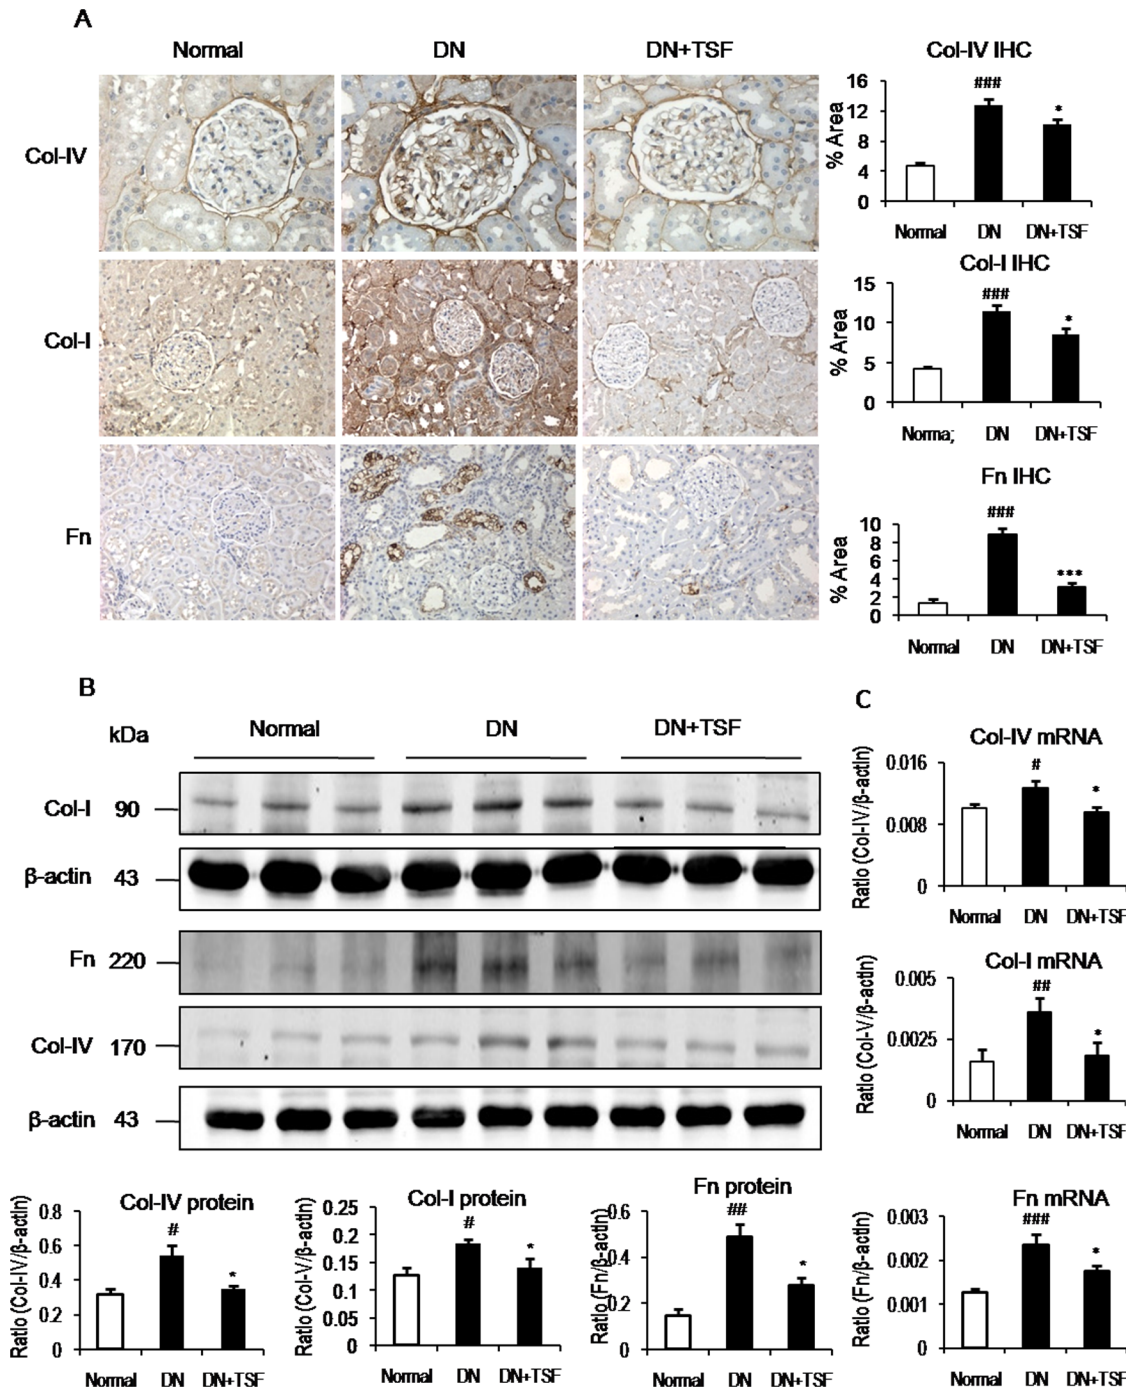 A
Normal DN DN+TSF Col-IV IHC
Col-IV
% Area
16
12
8
4
0
###
*
Normal DN DN+TSF
Col-I IHC
Col-I
% Area
15
10
5
0
###
*
Norma; DN DN+TSF
Fn IHC
Fn
% Area
10
8
6
4
2
0
###
***
Normal DN DN+TSF
B
kDa Normal DN DN+TSF
Col-I 90
β-actin 43
Fn 220
Col-IV 170
β-actin 43
C
Col-IV mRNA
Ratio (Col-IV/β-actin)
0.016
0.008
0
#
*
Normal DN DN+TSF
Col-I mRNA
Ratio (Col-V/β-actin)
0.005
0.0025
0
##
*
Normal DN DN+TSF
Col-IV protein
Ratio (Col-IV/β-actin)
0.8
0.6
0.4
0.2
0
#
*
Normal DN DN+TSF
Col-I protein
Ratio (Col-V/β-actin)
0.25
0.2
0.15
0.1
0.05
0
#
*
Normal DN DN+TSF
Fn protein
Ratio (Fn/β-actin)
0.6
0.4
0.2
0
##
*
Normal DN DN+TSF
Fn mRNA
Ratio (Fn/β-actin)
0.003
0.002
0.001
0
###
*
Normal DN DN+TSF